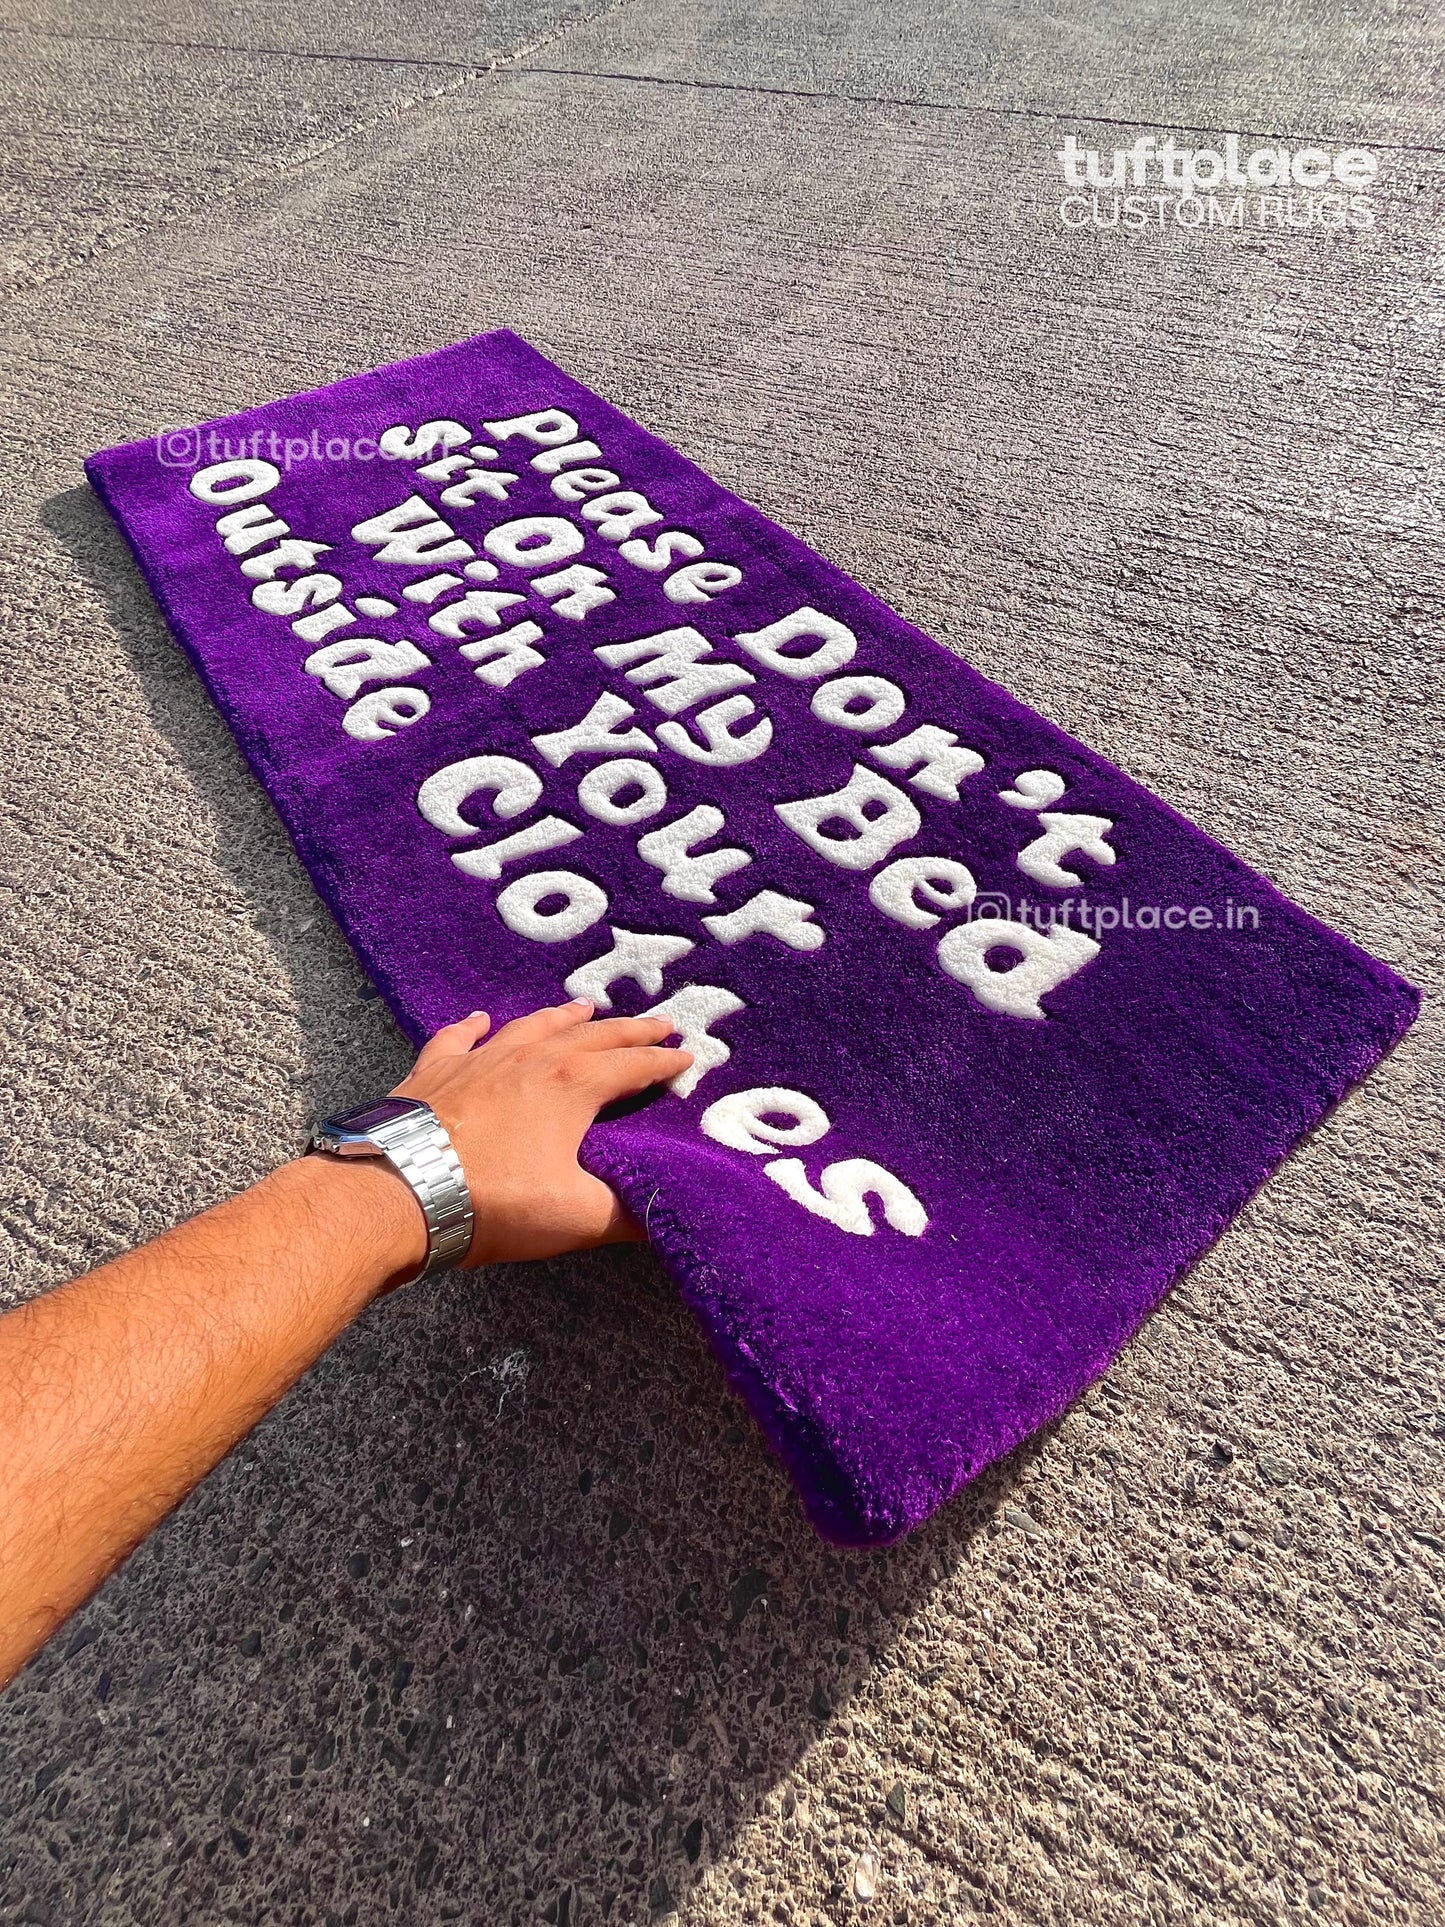 tuftplace
CUSTOM RUGS
tuftplace.in
Please Don't
Sit On My Bed
With Your
Outside Clothes
tuftplace.in